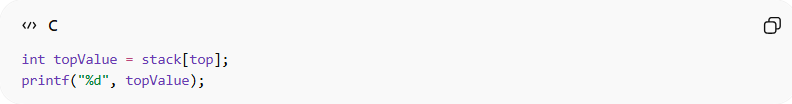 C
int topValue = stack[top];
printf("%d", topValue);